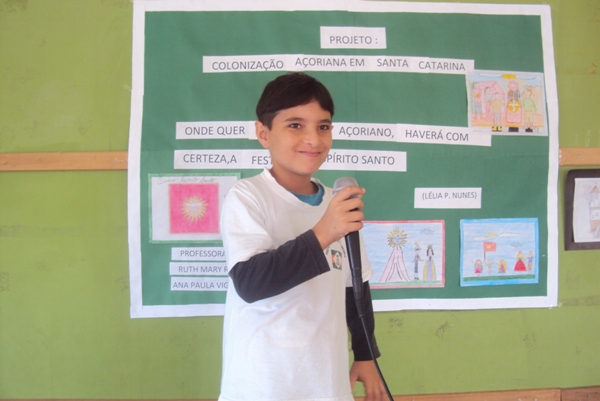 PROJETO :
COLONIZAÇÃO AÇORIANA EM SANTA CATARINA
ONDE QUER AÇORIANO, HAVERÁ COM
CERTEZA,A FES PÍRITO SANTO
(LÉLIA P. NUNES)
PROFESSORA
RUTH MARY
ANA PAULA